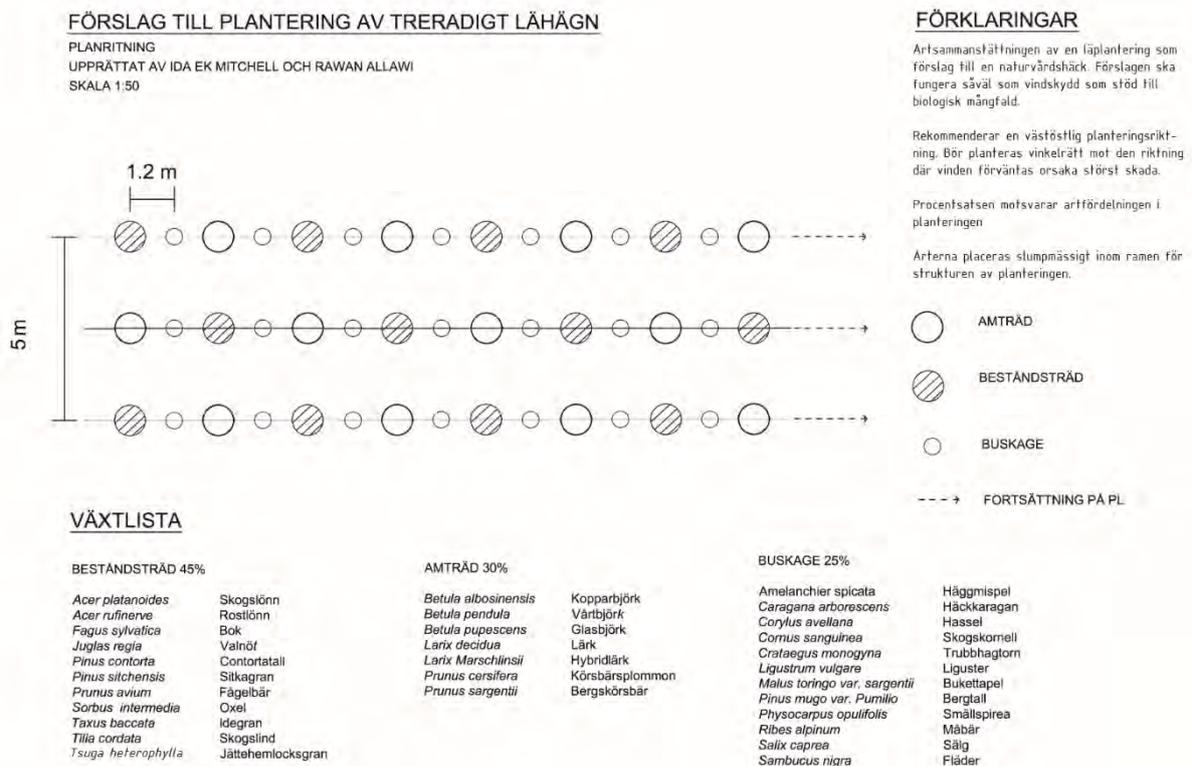 FÖRSLAG TILL PLANTERING AV TRERADIGT LÄHÄGN
PLANRITNING
UPPRÄTTAT AV IDA EK MITCHELL OCH RAWAN ALLAWI
SKALA 1:50
1.2 m
5 m
FÖRKLARINGAR
Artsammanstättningen av en läplantering som
förslag till en naturvårdshäck. Förslagen ska
fungera såväl som vindskydd som stöd till
biologisk mångfald.
Rekommenderar en västöstlig planteringsrikt-
ning. Bör planteras vinkelrätt mot den riktning
där vinden förväntas orsaka störst skada.
Procentsatsen motsvarar artfördelningen i
planteringen
Arterna placeras slumpmässigt inom ramen för
strukturen av planteringen.
AMTRÄD
BESTÅNDSTRÄD
BUSKAGE
FORTSÄTTNING PÅ PL
VÄXTLISTA
BESTÅNDSTRÄD 45%
Acer platanoides Skogslönn
Acer rufinerve Rostlönn
Fagus sylvatica Bok
Juglas regia Valnöt
Pinus contorta Contortatall
Pinus sitchensis Sitkagran
Prunus avium Fågelbär
Sorbus intermedia Oxel
Taxus baccata Idegran
Tilia cordata Skogslind
Tsuga heterophylla Jättehemlocksgran
AMTRÄD 30%
Betula albosinensis Kopparbjörk
Betula pendula Vårtbjörk
Betula pupescens Glasbjörk
Larix decidua Lärk
Larix Marschlinsii Hybridlärk
Prunus cersifera Körsbärsplommon
Prunus sargentii Bergskörsbär
BUSKAGE 25%
Amelanchier spicata Häggmispel
Caragana arborescens Häckkaragan
Corylus avellana Hassel
Cornus sanguinea Skogskornell
Crataegus monogyna Trubbhagtorn
Ligustrum vulgare Liguster
Malus toringo var. sargentii Bukettapel
Pinus mugo var. Pumilio Bergtall
Physocarpus opulifolis Smällspirea
Ribes alpinum Måbär
Salix caprea Sälg
Sambucus nigra Fläder